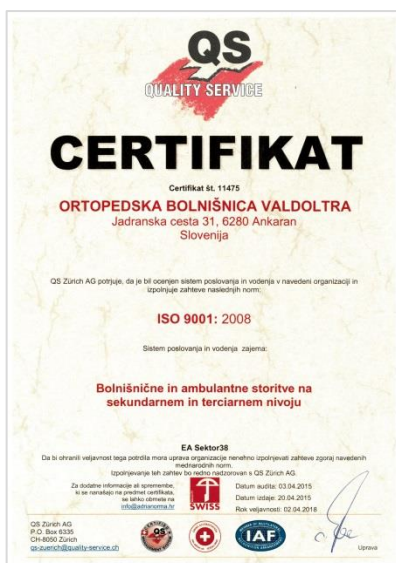 QS
QUALITY SERVICE
CERTIFIKAT
Certifikat št. 11475
ORTOPEDSKA BOLNIŠNICA VALDOLTRA
Jadranska cesta 31, 6280 Ankaran
Slovenija
QS Zürich AG potrjuje, da je bil ocenjen sistem poslovanja in vodenja v navedeni organizaciji in
izpolnjuje zahteve naslednjih norm:
ISO 9001: 2008
Sistem poslovanja in vodenja zajema:
Bolnišnične in ambulantne storitve na
sekundarnem in terciarnem nivoju
EA Sektor38
Da bi ohranili veljavnost tega potrdila mora uprava organizacije nenehno izpolnjevati zahteve zgoraj navedenih
mednarodnih norm.
Izpolnjevanje teh zahtev bo redno nadzorovan s QS Zürich AG.
Za dodatne informacije ali spremembe,
ki se nanašajo na predmet certifikata,
se lahko obrnete na
info@adrianorma.hr
SWISS
Datum audita: 03.04.2015
Datum izdaje: 20.04.2015
Rok veljavnosti: 02.04.2018
QS Zürich AG
P.O. Box 6335
CH-8050 Zürich
qs-zuerich@quality-service.ch
QS
IAF
Uprava